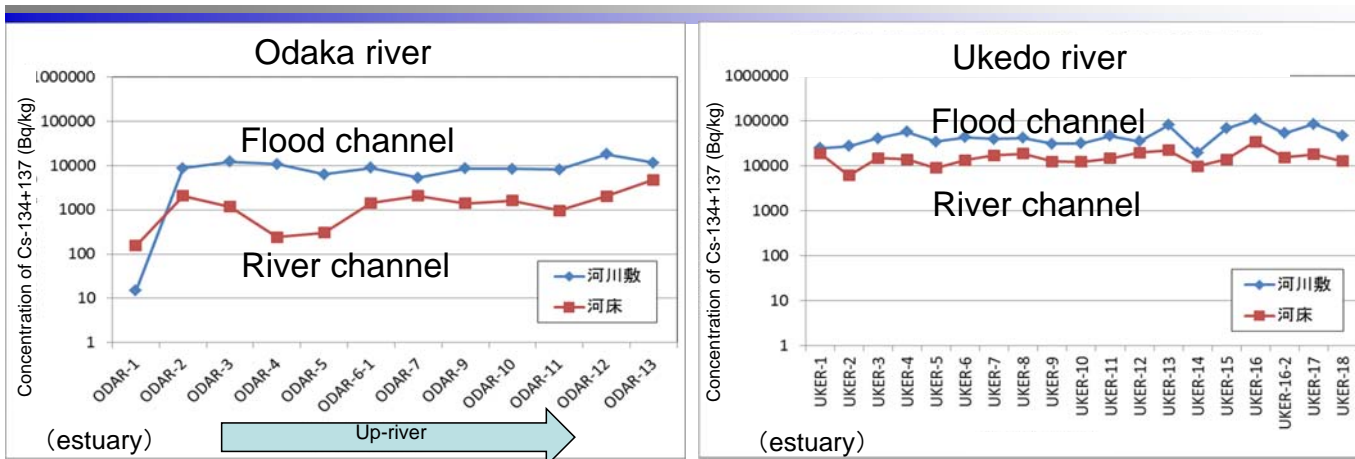 Odaka river
Concentration of Cs-134+137 (Bq/kg)
1000000
100000
10000
1000
100
10
1
Flood channel
River channel
河川敷
河床
ODAR-1
ODAR-2
ODAR-3
ODAR-4
ODAR-5
ODAR-6-1
ODAR-7
ODAR-9
ODAR-10
ODAR-11
ODAR-12
ODAR-13
（estuary）
Up-river
Ukedo river
Concentration of Cs-134+137 (Bq/kg)
1000000
100000
10000
1000
100
10
1
Flood channel
River channel
河川敷
河床
UKER-1
UKER-2
UKER-3
UKER-4
UKER-5
UKER-6
UKER-7
UKER-8
UKER-9
UKER-10
UKER-11
UKER-12
UKER-13
UKER-14
UKER-15
UKER-16
UKER-16-2
UKER-17
UKER-18
（estuary）